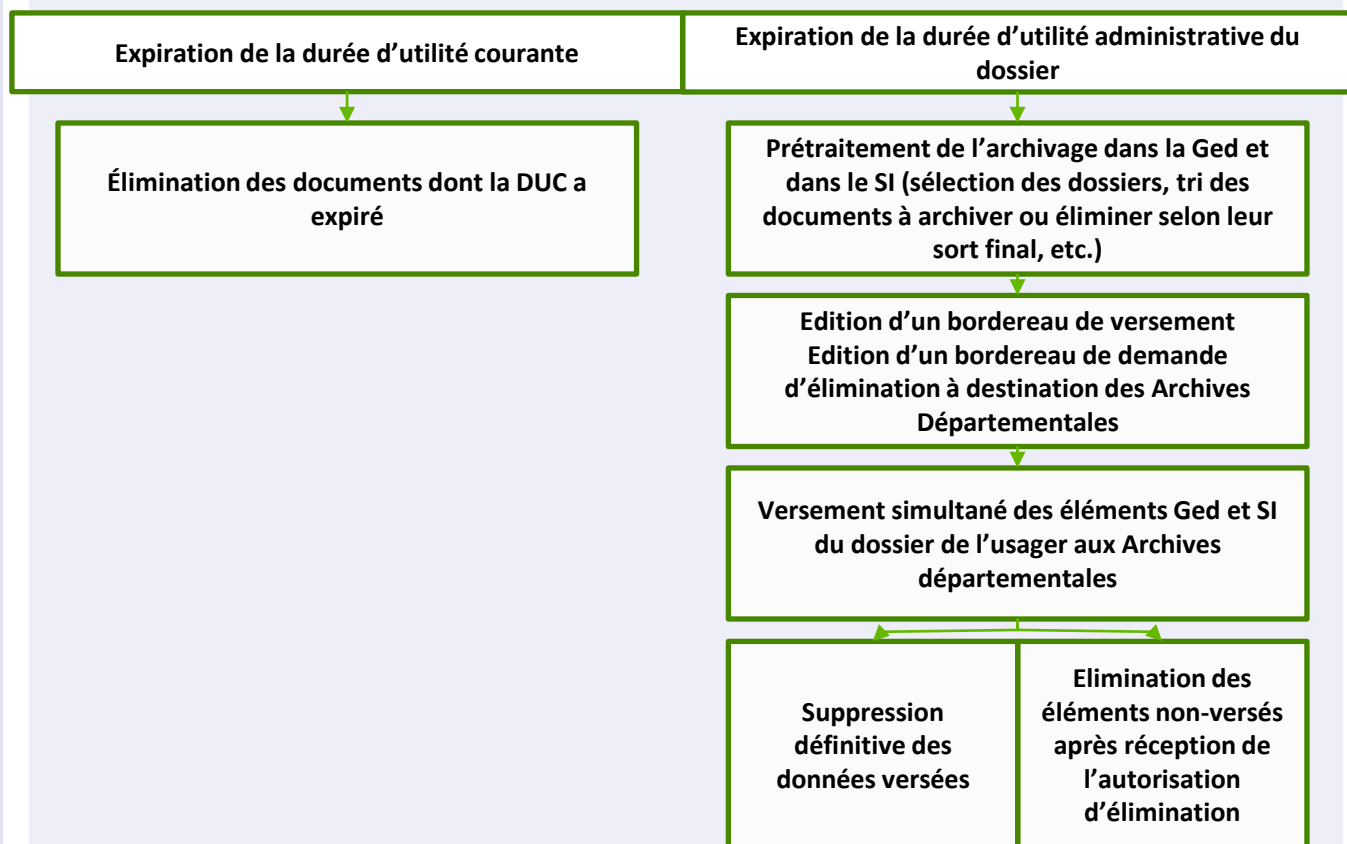 Expiration de la durée d'utilité courante
Expiration de la durée d'utilité administrative du
dossier
Élimination des documents dont la DUC a
expiré
Prétraitement de l'archivage dans la Ged et
dans le SI (sélection des dossiers, tri des
documents à archiver ou éliminer selon leur
sort final, etc.)
Edition d'un bordereau de versement
Edition d'un bordereau de demande
d'élimination à destination des Archives
Départementales
Versement simultané des éléments Ged et SI
du dossier de l'usager aux Archives
départementales
Suppression
définitive des
données versées
Elimination des
éléments non-versés
après réception de
l'autorisation
d'élimination